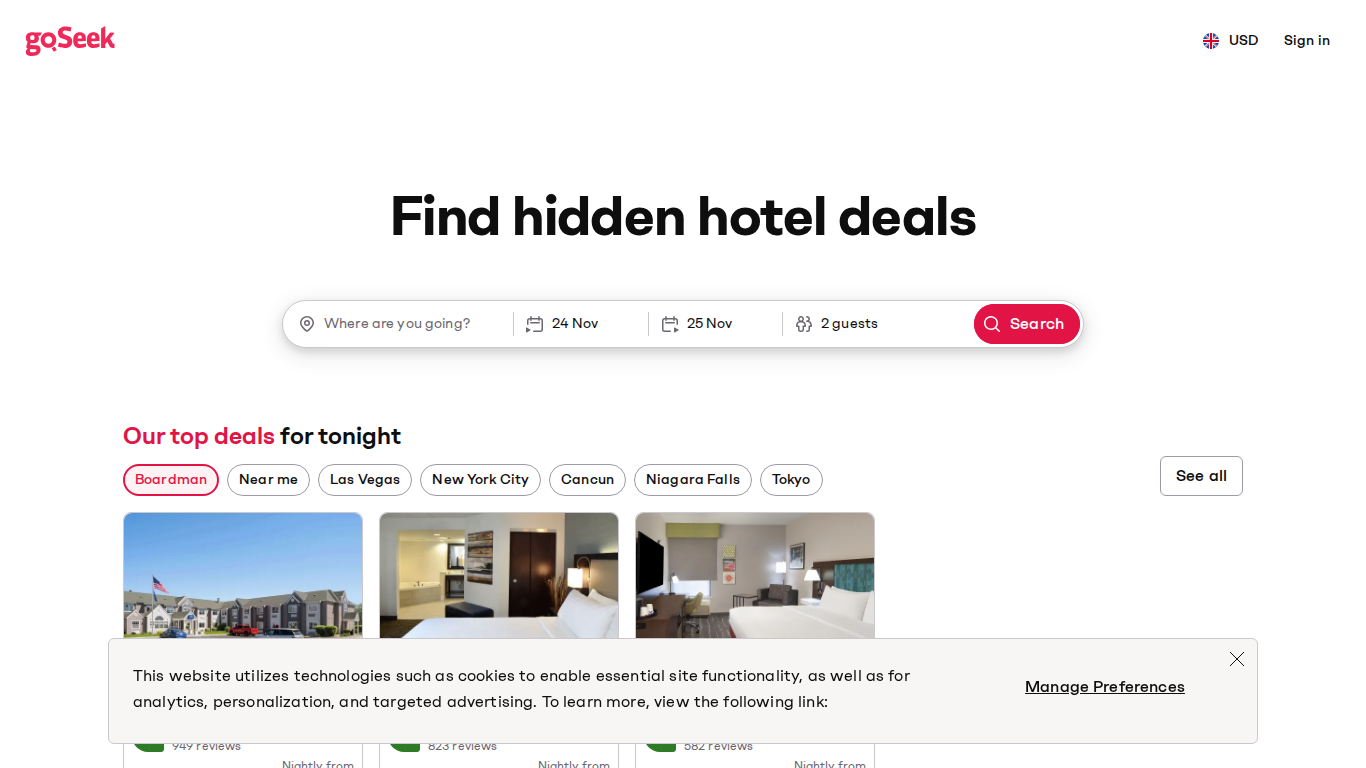 goSeek
USD
Sign in
Find hidden hotel deals
Where are you going?
24 Nov
25 Nov
2 guests
Search
Our top deals for tonight
Boardman
Near me
Las Vegas
New York City
Cancun
Niagara Falls
Tokyo
See all
This website utilizes technologies such as cookies to enable essential site functionality, as well as for
analytics, personalization, and targeted advertising. To learn more, view the following link:
Manage Preferences
949 reviews
823 reviews
582 reviews
Nightly from
Nightly from
Nightly from